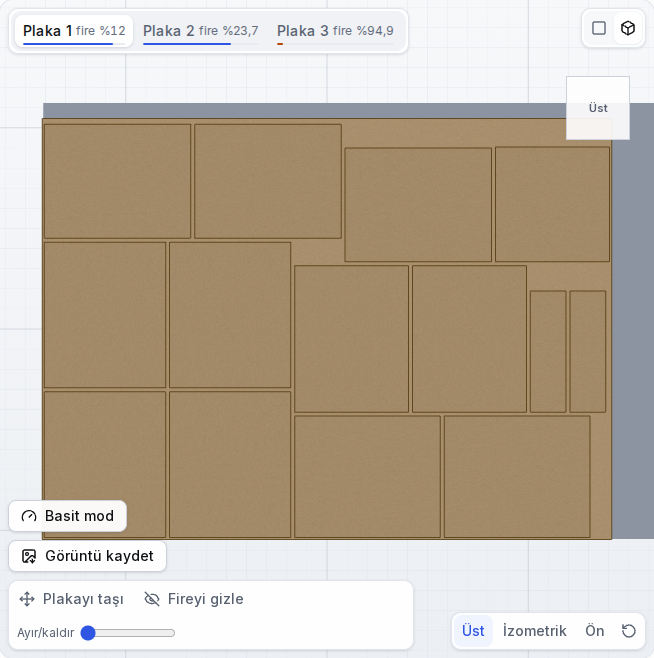 Plaka 1 fire %12 Plaka 2 fire %23,7 Plaka 3 fire %94,9
Üst
Basit mod
Görüntü kaydet
Plakayı taşı Fireyi gizle
Ayır/kaldır
Üst İzometrik Ön